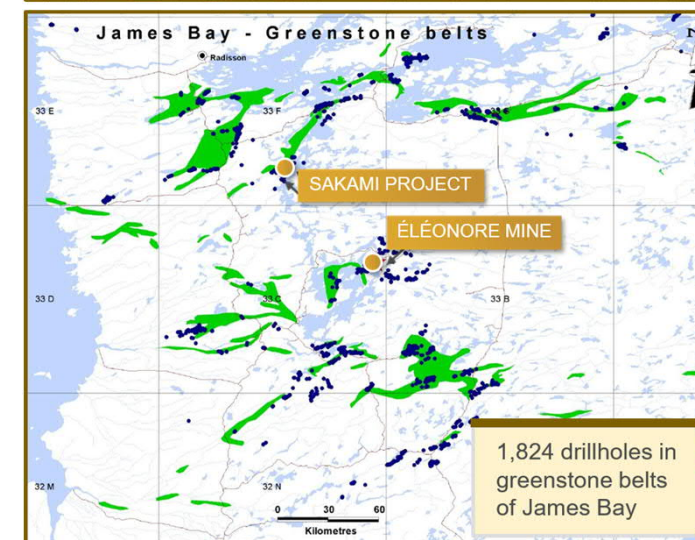 James Bay - Greenstone belts
Radisson
33 E
33 F
SAKAMI PROJECT
ÉLÉONORE MINE
33 D
33 C
33 B
1,824 drillholes in
greenstone belts
of James Bay
32 M
32 N
0 30 60
Kilometres